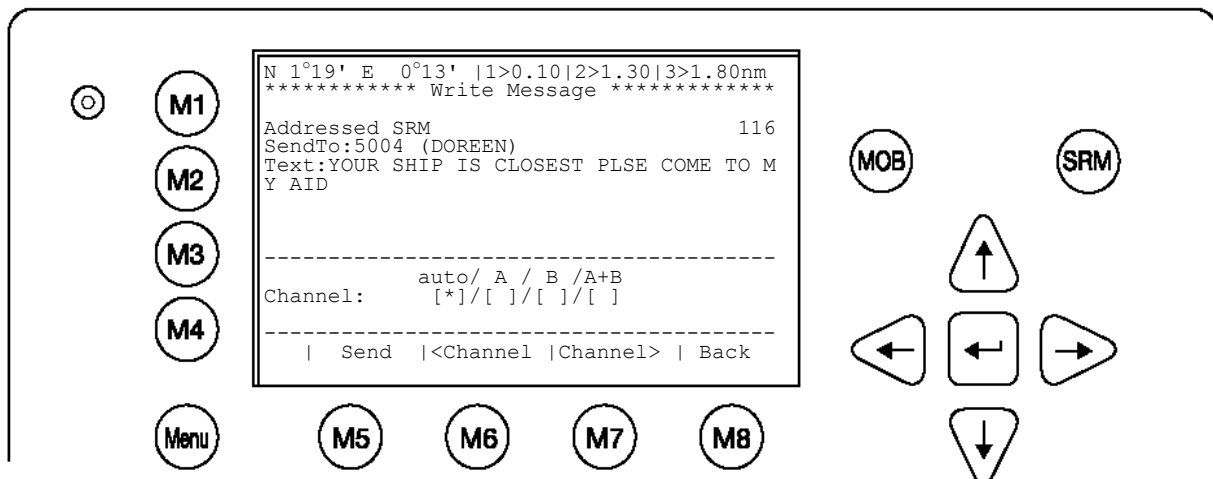 N 1°19' E 0°13' |1>0.10|2>1.30|3>1.80nm
************ Write Message *************
Addressed SRM 116
SendTo:5004 (DOREEN)
Text:YOUR SHIP IS CLOSEST PLSE COME TO M
Y AID
----------------------------------------
auto/ A / B /A+B
Channel: [*]/[ ]/[ ]/[ ]
----------------------------------------
| Send |<Channel |Channel> | Back
M1
M2
M3
M4
Menu
M5
M6
M7
M8
MOB
SRM